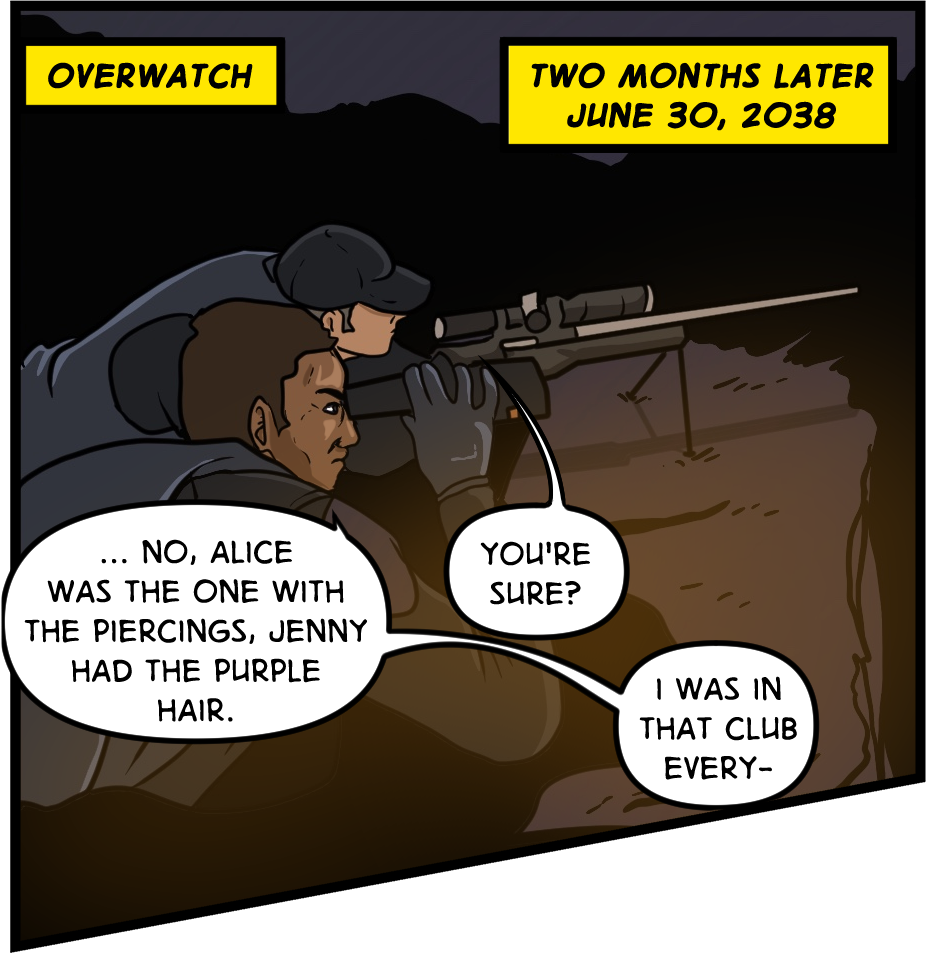 OVERWATCH
TWO MONTHS LATER
JUNE 30, 2038
... NO, ALICE
WAS THE ONE WITH
THE PIERCINGS, JENNY
HAD THE PURPLE
HAIR.
YOU'RE
SURE?
I WAS IN
THAT CLUB
EVERY-